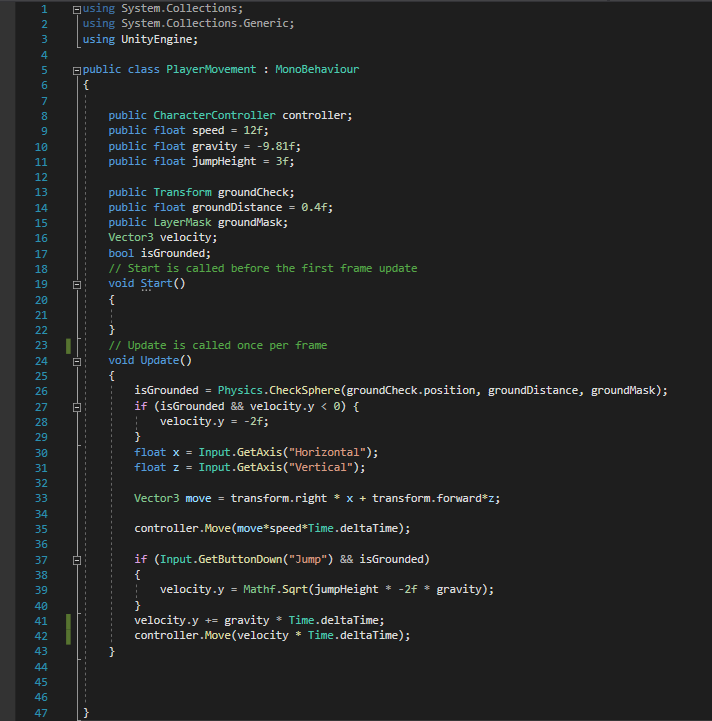 1 using System.Collections;
2 using System.Collections.Generic;
3 using UnityEngine;
4
5 public class PlayerMovement : MonoBehaviour
6 {
7
8 public CharacterController controller;
9 public float speed = 12f;
10 public float gravity = -9.81f;
11 public float jumpHeight = 3f;
12
13 public Transform groundCheck;
14 public float groundDistance = 0.4f;
15 public LayerMask groundMask;
16 Vector3 velocity;
17 bool isGrounded;
18 // Start is called before the first frame update
19 void Start()
20 {
21
22 }
23 // Update is called once per frame
24 void Update()
25 {
26 isGrounded = Physics.CheckSphere(groundCheck.position, groundDistance, groundMask);
27 if (isGrounded && velocity.y < 0) {
28 velocity.y = -2f;
29 }
30 float x = Input.GetAxis("Horizontal");
31 float z = Input.GetAxis("Vertical");
32
33 Vector3 move = transform.right * x + transform.forward*z;
34
35 controller.Move(move*speed*Time.deltaTime);
36
37 if (Input.GetButtonDown("Jump") && isGrounded)
38 {
39 velocity.y = Mathf.Sqrt(jumpHeight * -2f * gravity);
40 }
41 velocity.y += gravity * Time.deltaTime;
42 controller.Move(velocity * Time.deltaTime);
43 }
44
45
46
47 }